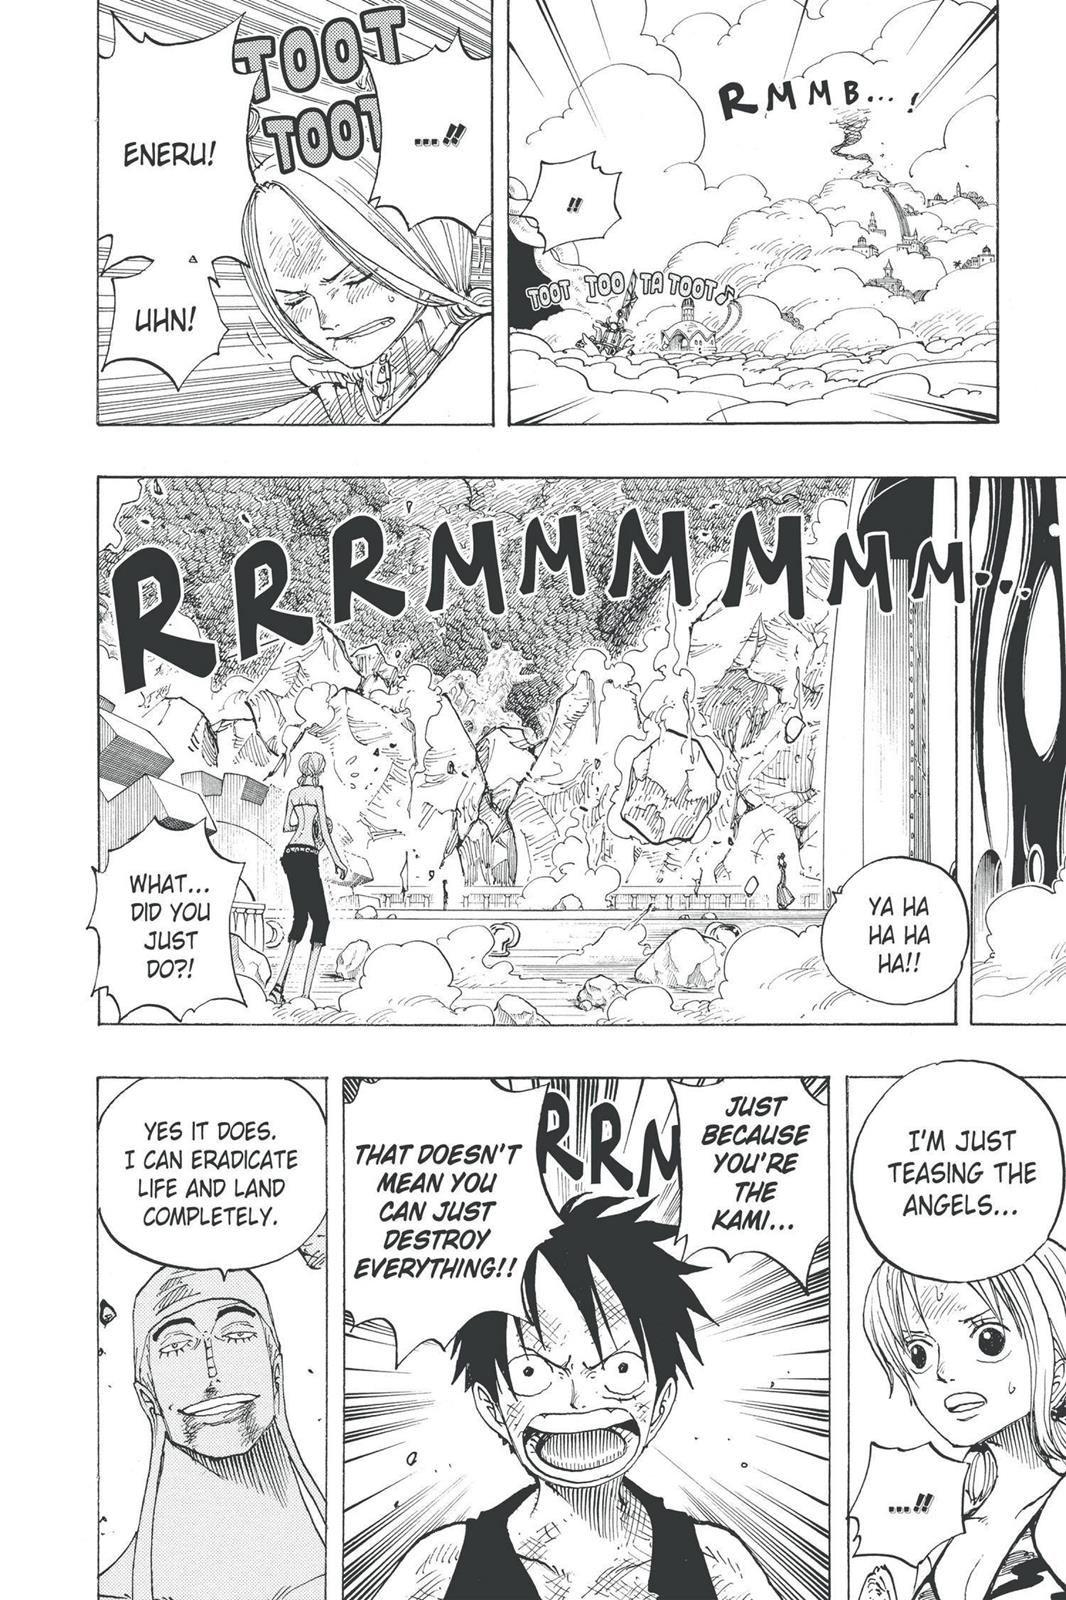 RMMB...!
!!
TOOT TOO TA TOOT♪
TOOT
TOOT
...!!
ENERU!
UHN!
RRRMMMMMMM...
YA HA
HA HA
HA!!
WHAT...
DID YOU
JUST
DO?!
I'M JUST
TEASING THE
ANGELS...
...!!
JUST
BECAUSE
YOU'RE
THE
KAMI...
RRM
THAT DOESN'T
MEAN YOU
CAN JUST
DESTROY
EVERYTHING!!
YES IT DOES.
I CAN ERADICATE
LIFE AND LAND
COMPLETELY.